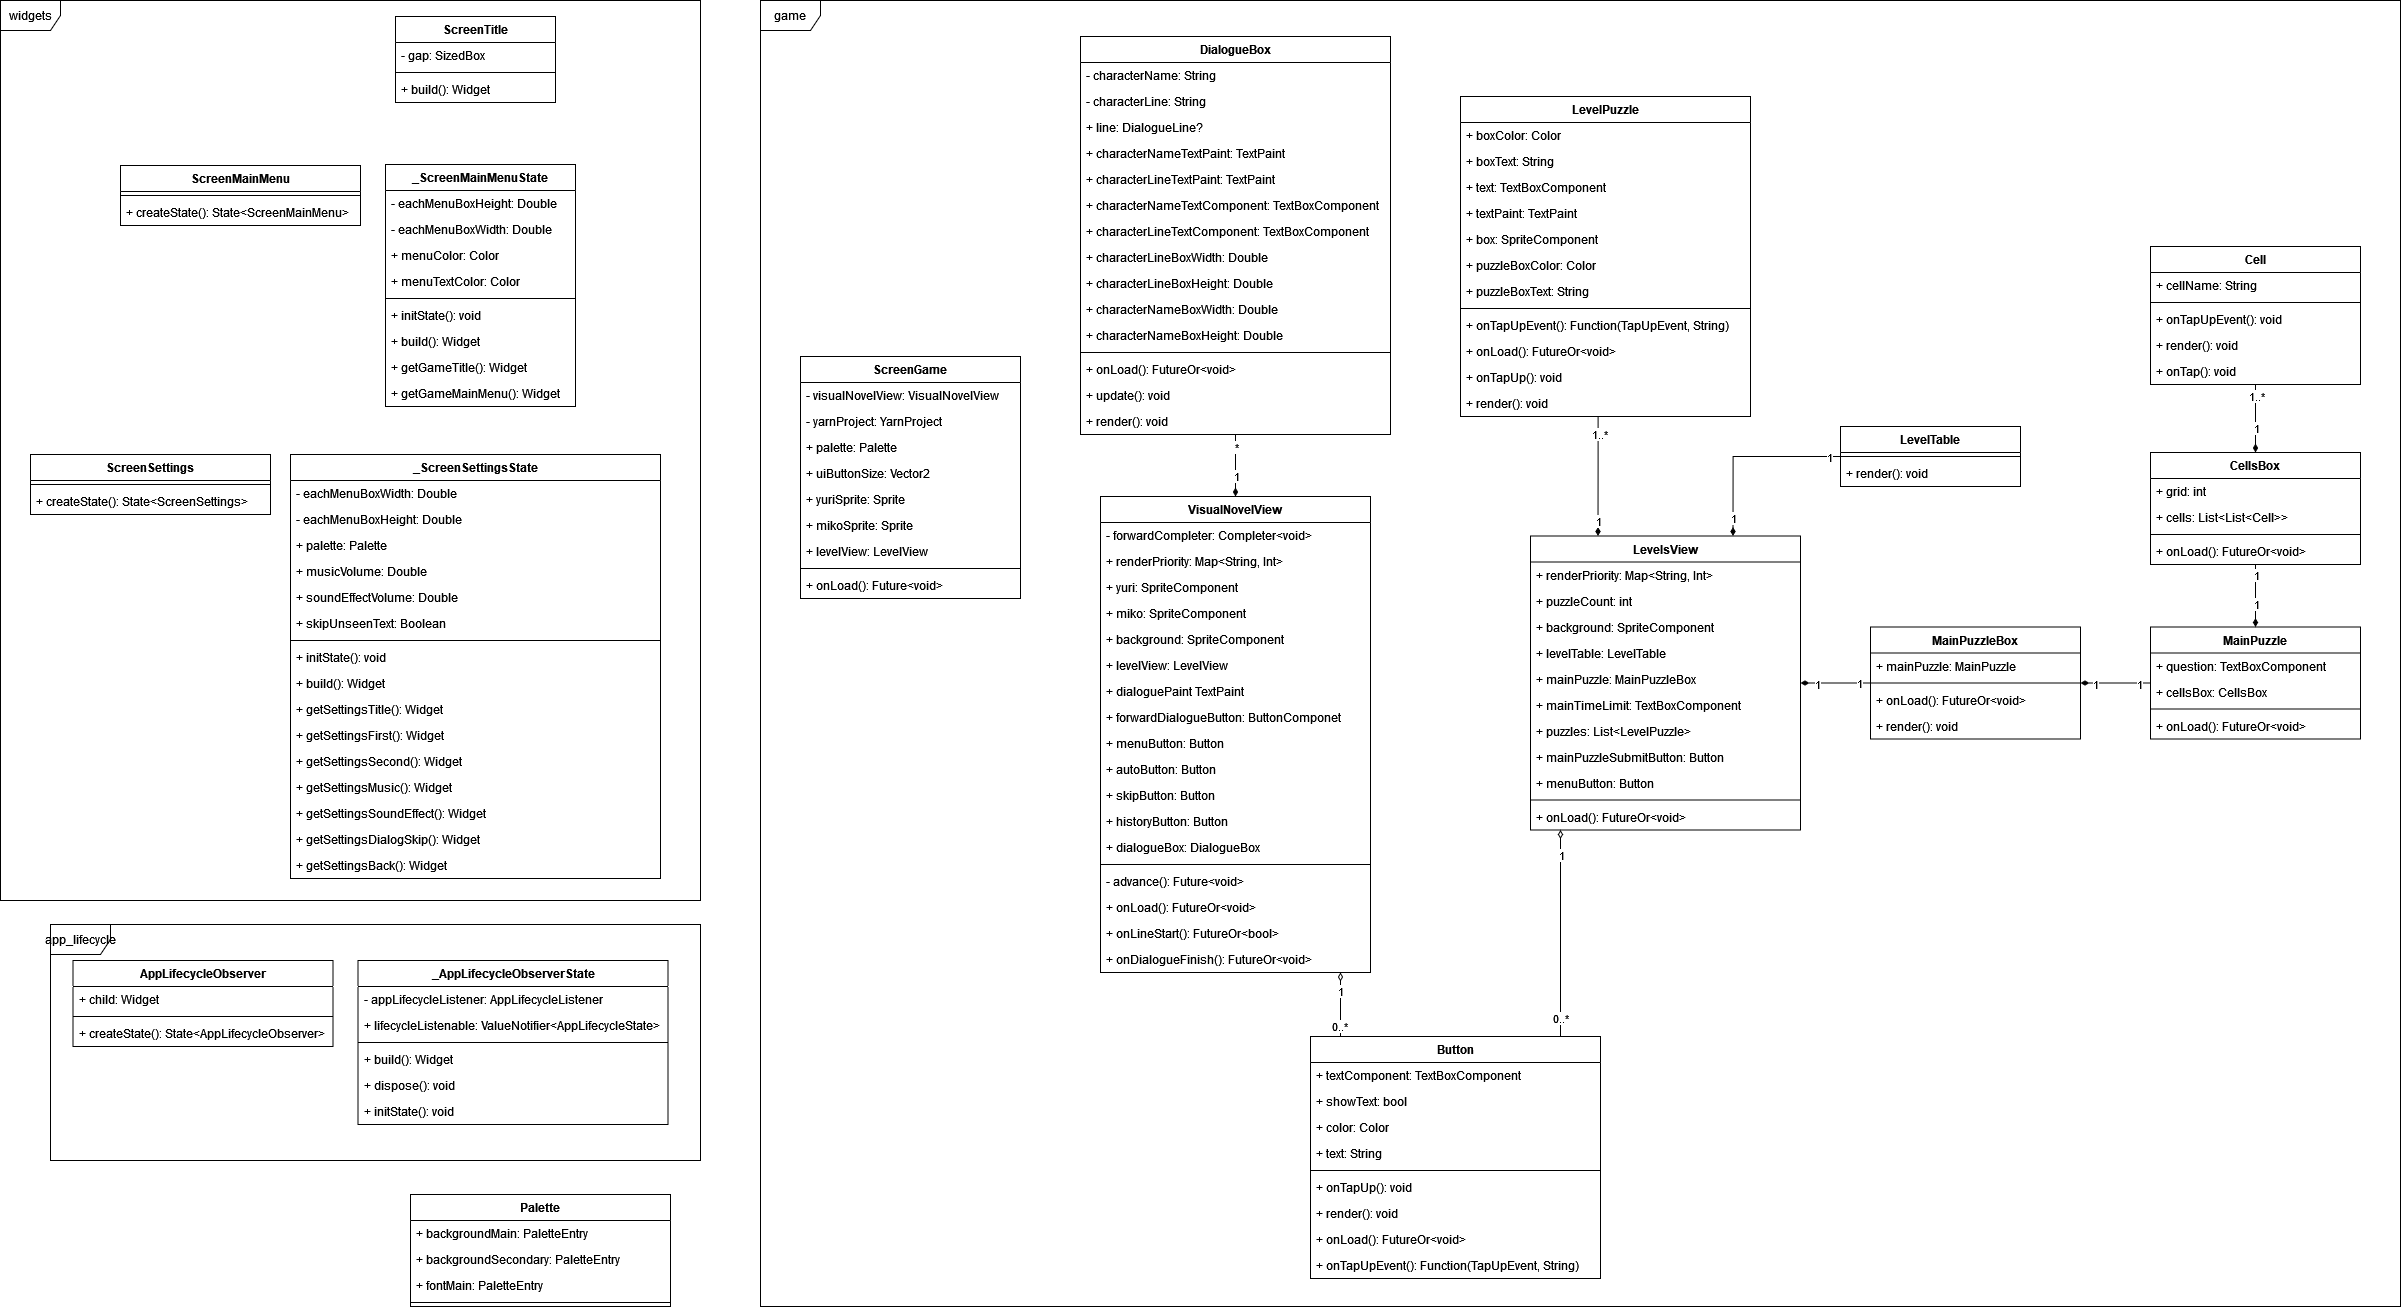 widgets
ScreenTitle
- gap: SizedBox
+ build(): Widget
ScreenMainMenu
+ createState(): State<ScreenMainMenu>
_ScreenMainMenuState
- eachMenuBoxHeight: Double
- eachMenuBoxWidth: Double
+ menuColor: Color
+ menuTextColor: Color
+ initState(): void
+ build(): Widget
+ getGameTitle(): Widget
+ getGameMainMenu(): Widget
ScreenSettings
+ createState(): State<ScreenSettings>
_ScreenSettingsState
- eachMenuBoxWidth: Double
- eachMenuBoxHeight: Double
+ palette: Palette
+ musicVolume: Double
+ soundEffectVolume: Double
+ skipUnseenText: Boolean
+ initState(): void
+ build(): Widget
+ getSettingsTitle(): Widget
+ getSettingsFirst(): Widget
+ getSettingsSecond(): Widget
+ getSettingsMusic(): Widget
+ getSettingsSoundEffect(): Widget
+ getSettingsDialogSkip(): Widget
+ getSettingsBack(): Widget
app_lifecycle
AppLifecycleObserver
+ child: Widget
+ createState(): State<AppLifecycleObserver>
_AppLifecycleObserverState
- appLifecycleListener: AppLifecycleListener
+ lifecycleListenable: ValueNotifier<AppLifecycleState>
+ build(): Widget
+ dispose(): void
+ initState(): void
Palette
+ backgroundMain: PaletteEntry
+ backgroundSecondary: PaletteEntry
+ fontMain: PaletteEntry
game
ScreenGame
- visualNovelView: VisualNovelView
- yarnProject: YarnProject
+ palette: Palette
+ uiButtonSize: Vector2
+ yuriSprite: Sprite
+ mikoSprite: Sprite
+ levelView: LevelView
+ onLoad(): Future<void>
DialogueBox
- characterName: String
- characterLine: String
+ line: DialogueLine?
+ characterNameTextPaint: TextPaint
+ characterLineTextPaint: TextPaint
+ characterNameTextComponent: TextBoxComponent
+ characterLineTextComponent: TextBoxComponent
+ characterLineBoxWidth: Double
+ characterLineBoxHeight: Double
+ characterNameBoxWidth: Double
+ characterNameBoxHeight: Double
+ onLoad(): FutureOr<void>
+ update(): void
+ render(): void
*
1
VisualNovelView
- forwardCompleter: Completer<void>
+ renderPriority: Map<String, Int>
+ yuri: SpriteComponent
+ miko: SpriteComponent
+ background: SpriteComponent
+ levelView: LevelView
+ dialoguePaint TextPaint
+ forwardDialogueButton: ButtonComponet
+ menuButton: Button
+ autoButton: Button
+ skipButton: Button
+ historyButton: Button
+ dialogueBox: DialogueBox
- advance(): Future<void>
+ onLoad(): FutureOr<void>
+ onLineStart(): FutureOr<bool>
+ onDialogueFinish(): FutureOr<void>
1
0..*
LevelPuzzle
+ boxColor: Color
+ boxText: String
+ text: TextBoxComponent
+ textPaint: TextPaint
+ box: SpriteComponent
+ puzzleBoxColor: Color
+ puzzleBoxText: String
+ onTapUpEvent(): Function(TapUpEvent, String)
+ onLoad(): FutureOr<void>
+ onTapUp(): void
+ render(): void
1..*
1
LevelTable
+ render(): void
1
1
LevelsView
+ renderPriority: Map<String, Int>
+ puzzleCount: int
+ background: SpriteComponent
+ levelTable: LevelTable
+ mainPuzzle: MainPuzzleBox
+ mainTimeLimit: TextBoxComponent
+ puzzles: List<LevelPuzzle>
+ mainPuzzleSubmitButton: Button
+ menuButton: Button
+ onLoad(): FutureOr<void>
1
0..*
Button
+ textComponent: TextBoxComponent
+ showText: bool
+ color: Color
+ text: String
+ onTapUp(): void
+ render(): void
+ onLoad(): FutureOr<void>
+ onTapUpEvent(): Function(TapUpEvent, String)
1
1
MainPuzzleBox
+ mainPuzzle: MainPuzzle
+ onLoad(): FutureOr<void>
+ render(): void
1
1
Cell
+ cellName: String
+ onTapUpEvent(): void
+ render(): void
+ onTap(): void
1..*
1
CellsBox
+ grid: int
+ cells: List<List<Cell>>
+ onLoad(): FutureOr<void>
1
1
MainPuzzle
+ question: TextBoxComponent
+ cellsBox: CellsBox
+ onLoad(): FutureOr<void>